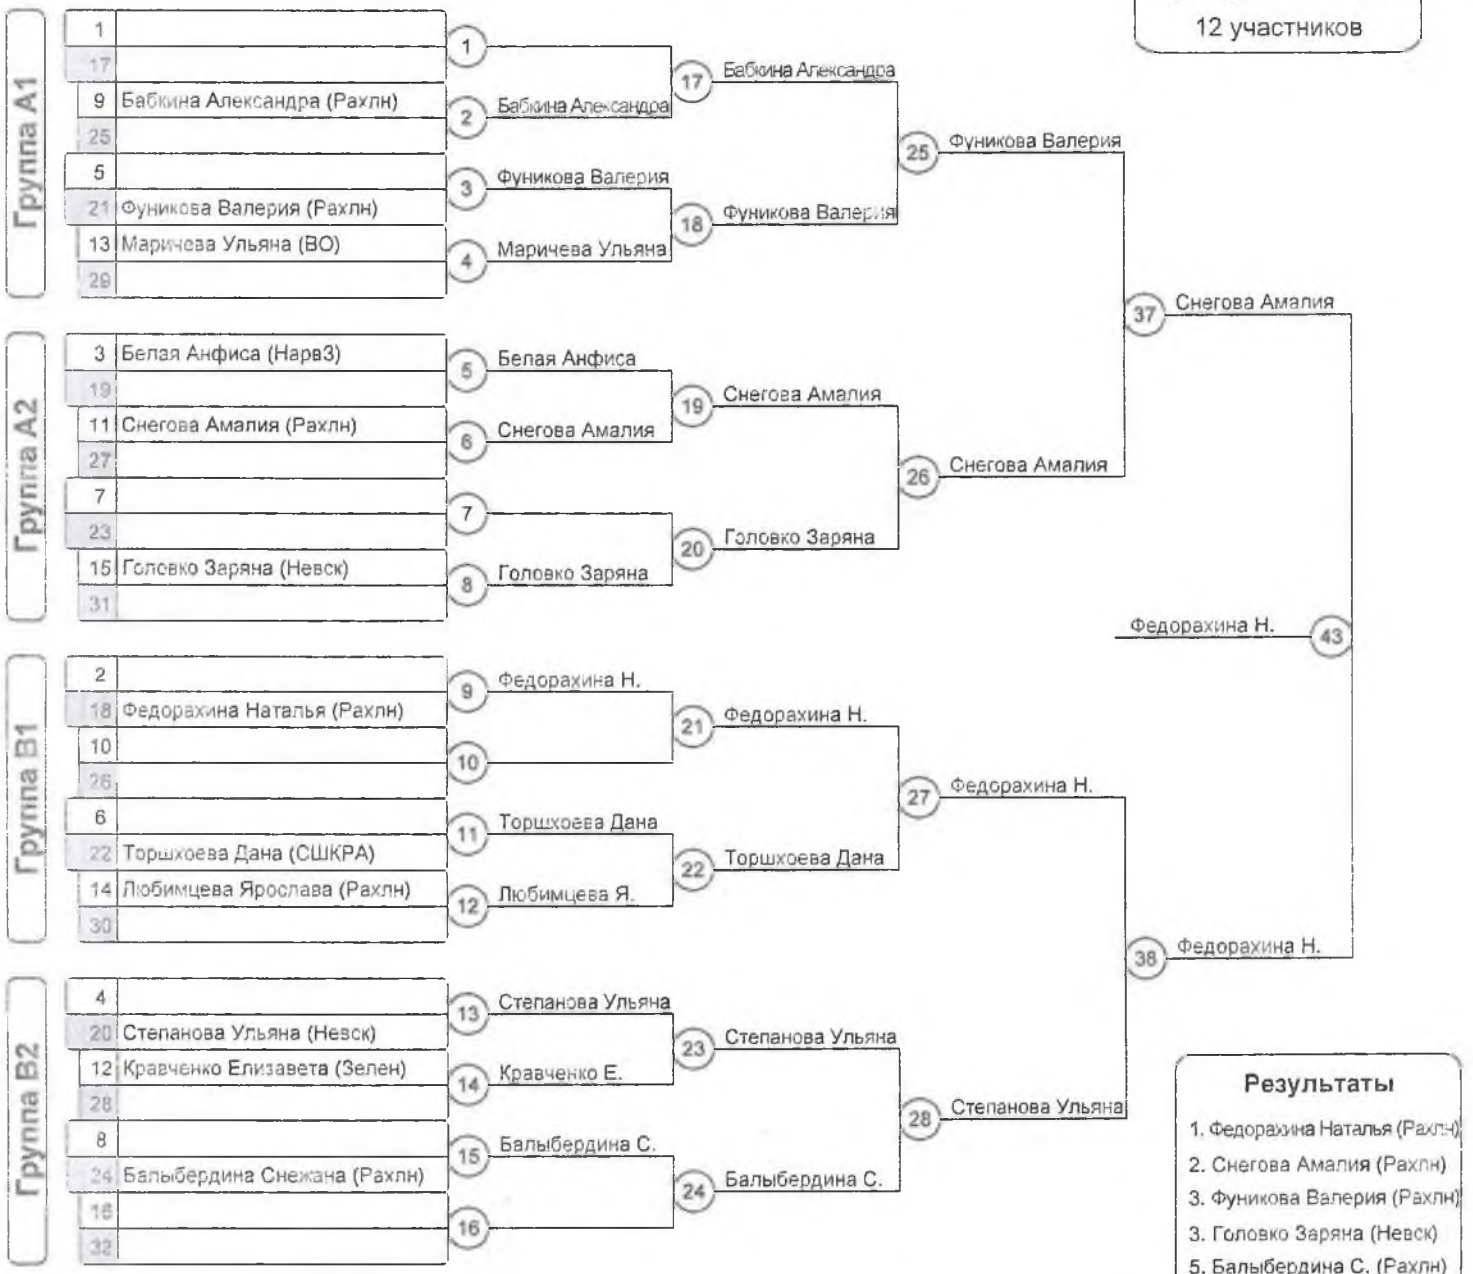 12 участников
Группа A1
1
17
9 Бабкина Александра (Рахлн)
25
5
21 Фуникова Валерия (Рахлн)
13 Маричева Ульяна (ВО)
29
Группа A2
3 Белая Анфиса (Нарв3)
19
11 Снегова Амалия (Рахлн)
27
7
23
15 Головко Заряна (Невск)
31
Группа B1
2
18 Федорахина Наталья (Рахлн)
10
26
6
22 Торшхоева Дана (СШКРА)
14 Любимцева Ярослава (Рахлн)
30
Группа B2
4
20 Степанова Ульяна (Невск)
12 Кравченко Елизавета (Зелен)
28
8
24 Балыбердина Снежана (Рахлн)
16
32
1
2 Бабкина Александра
3 Фуникова Валерия
4 Маричева Ульяна
5 Белая Анфиса
6 Снегова Амалия
7
8 Головко Заряна
9 Федорахина Н.
10
11 Торшхоева Дана
12 Любимцева Я.
13 Степанова Ульяна
14 Кравченко Е.
15 Балыбердина С.
16
17 Бабкина Александра
18 Фуникова Валерия
19 Снегова Амалия
20 Головко Заряна
21 Федорахина Н.
22 Торшхоева Дана
23 Степанова Ульяна
24 Балыбердина С.
25 Фуникова Валерия
26 Снегова Амалия
27 Федорахина Н.
28 Степанова Ульяна
37 Снегова Амалия
38 Федорахина Н.
Федорахина Н. 43
Результаты
1. Федорахина Наталья (Рахлн)
2. Снегова Амалия (Рахлн)
3. Фуникова Валерия (Рахлн)
3. Головко Заряна (Невск)
5. Балыбердина С. (Рахлн)